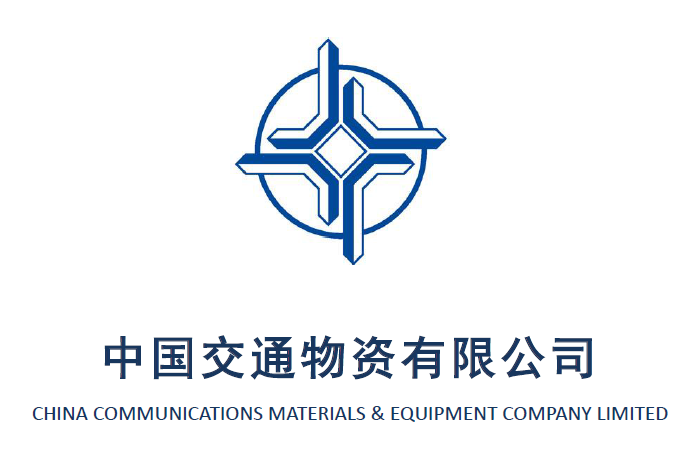 中国交通物资有限公司
CHINA COMMUNICATIONS MATERIALS & EQUIPMENT COMPANY LIMITED